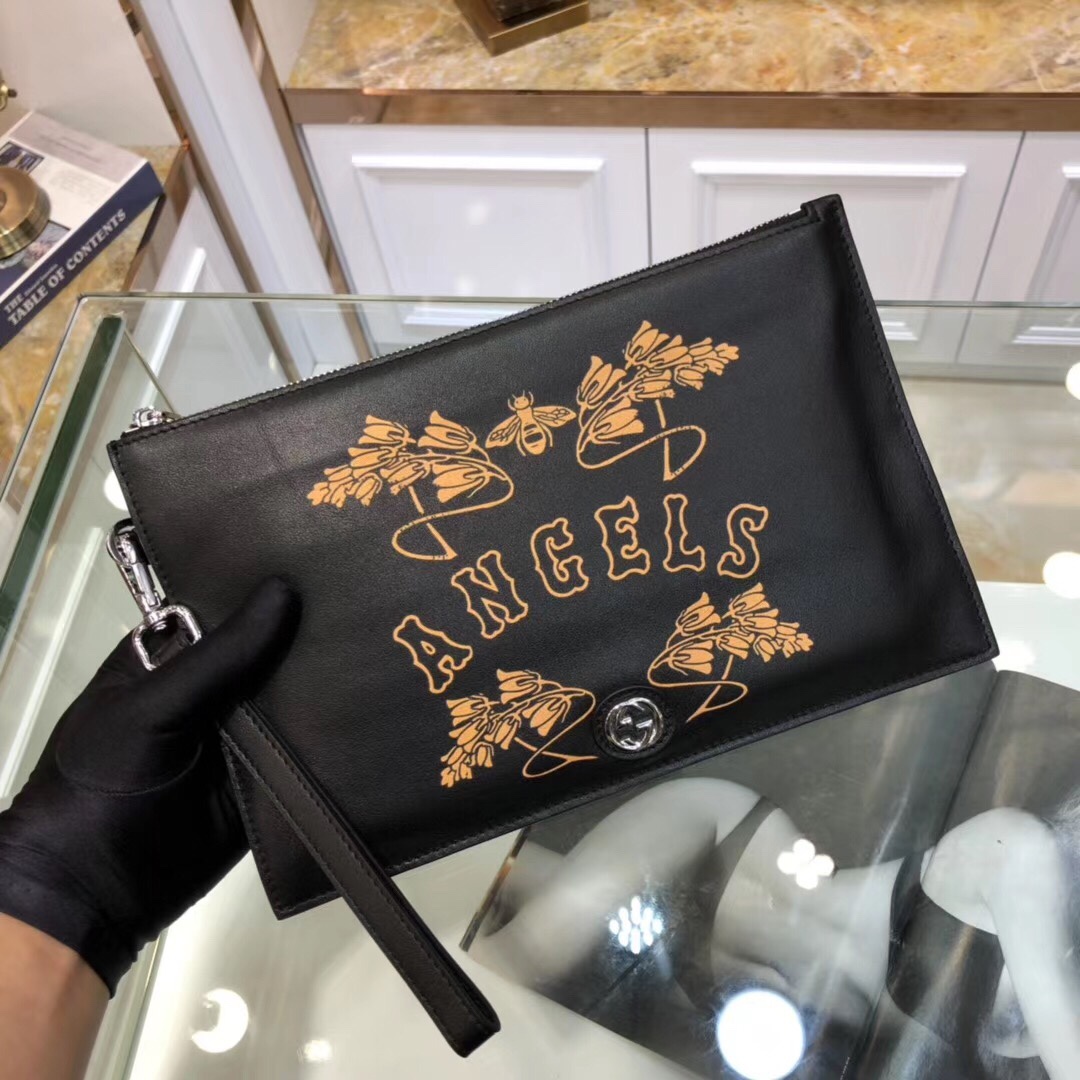 THE
TABLE OF CONTENTS
ANGELS